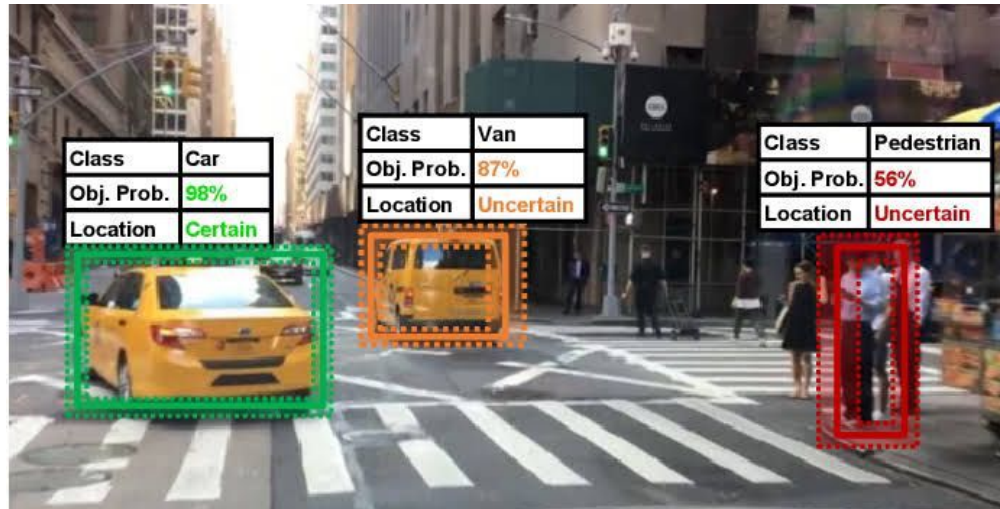 Class Car
Obj. Prob. 98%
Location Certain
Class Van
Obj. Prob. 87%
Location Uncertain
Class Pedestrian
Obj. Prob. 56%
Location Uncertain